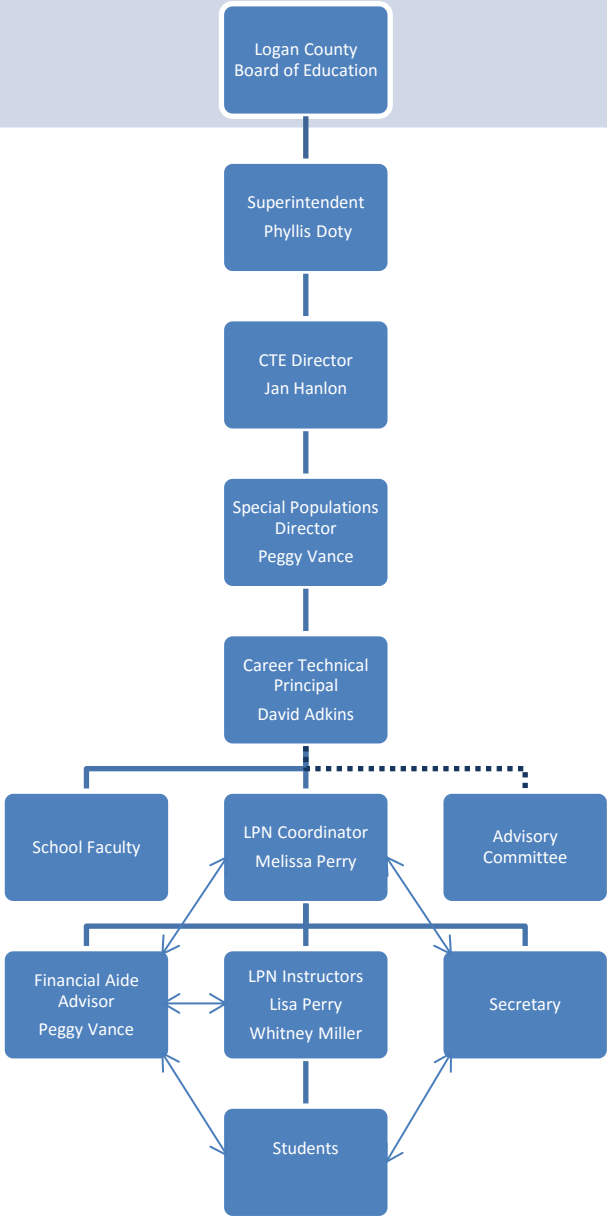 Logan County
Board of Education
Superintendent
Phyllis Doty
CTE Director
Jan Hanlon
Special Populations
Director
Peggy Vance
Career Technical
Principal
David Adkins
School Faculty
LPN Coordinator
Melissa Perry
Advisory
Committee
Financial Aide
Advisor
Peggy Vance
LPN Instructors
Lisa Perry
Whitney Miller
Secretary
Students